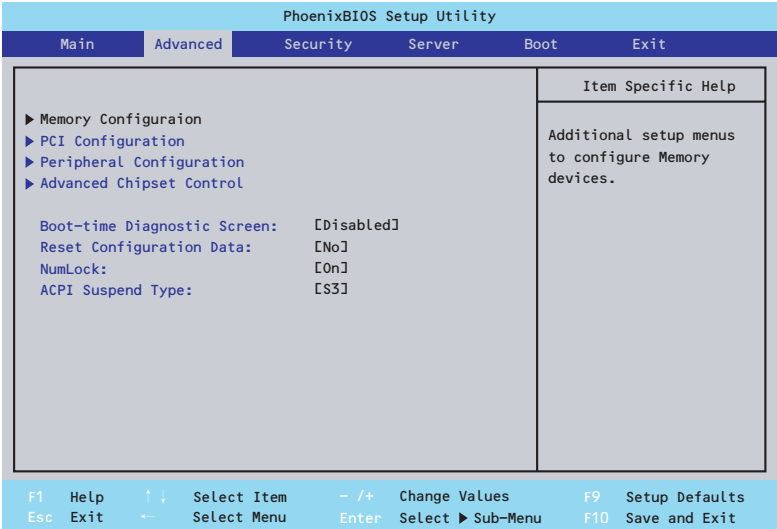 PhoenixBIOS Setup Utility
Main Advanced Security Server Boot Exit
Item Specific Help
▶ Memory Configuraion
▶ PCI Configuration
▶ Peripheral Configuration
▶ Advanced Chipset Control
Additional setup menus
to configure Memory
devices.
Boot-time Diagnostic Screen: [Disabled]
Reset Configuration Data: [No]
NumLock: [On]
ACPI Suspend Type: [S3]
F1 Help ↑↓ Select Item - /+ Change Values F9 Setup Defaults
Esc Exit ← Select Menu Enter Select ▶ Sub-Menu F10 Save and Exit